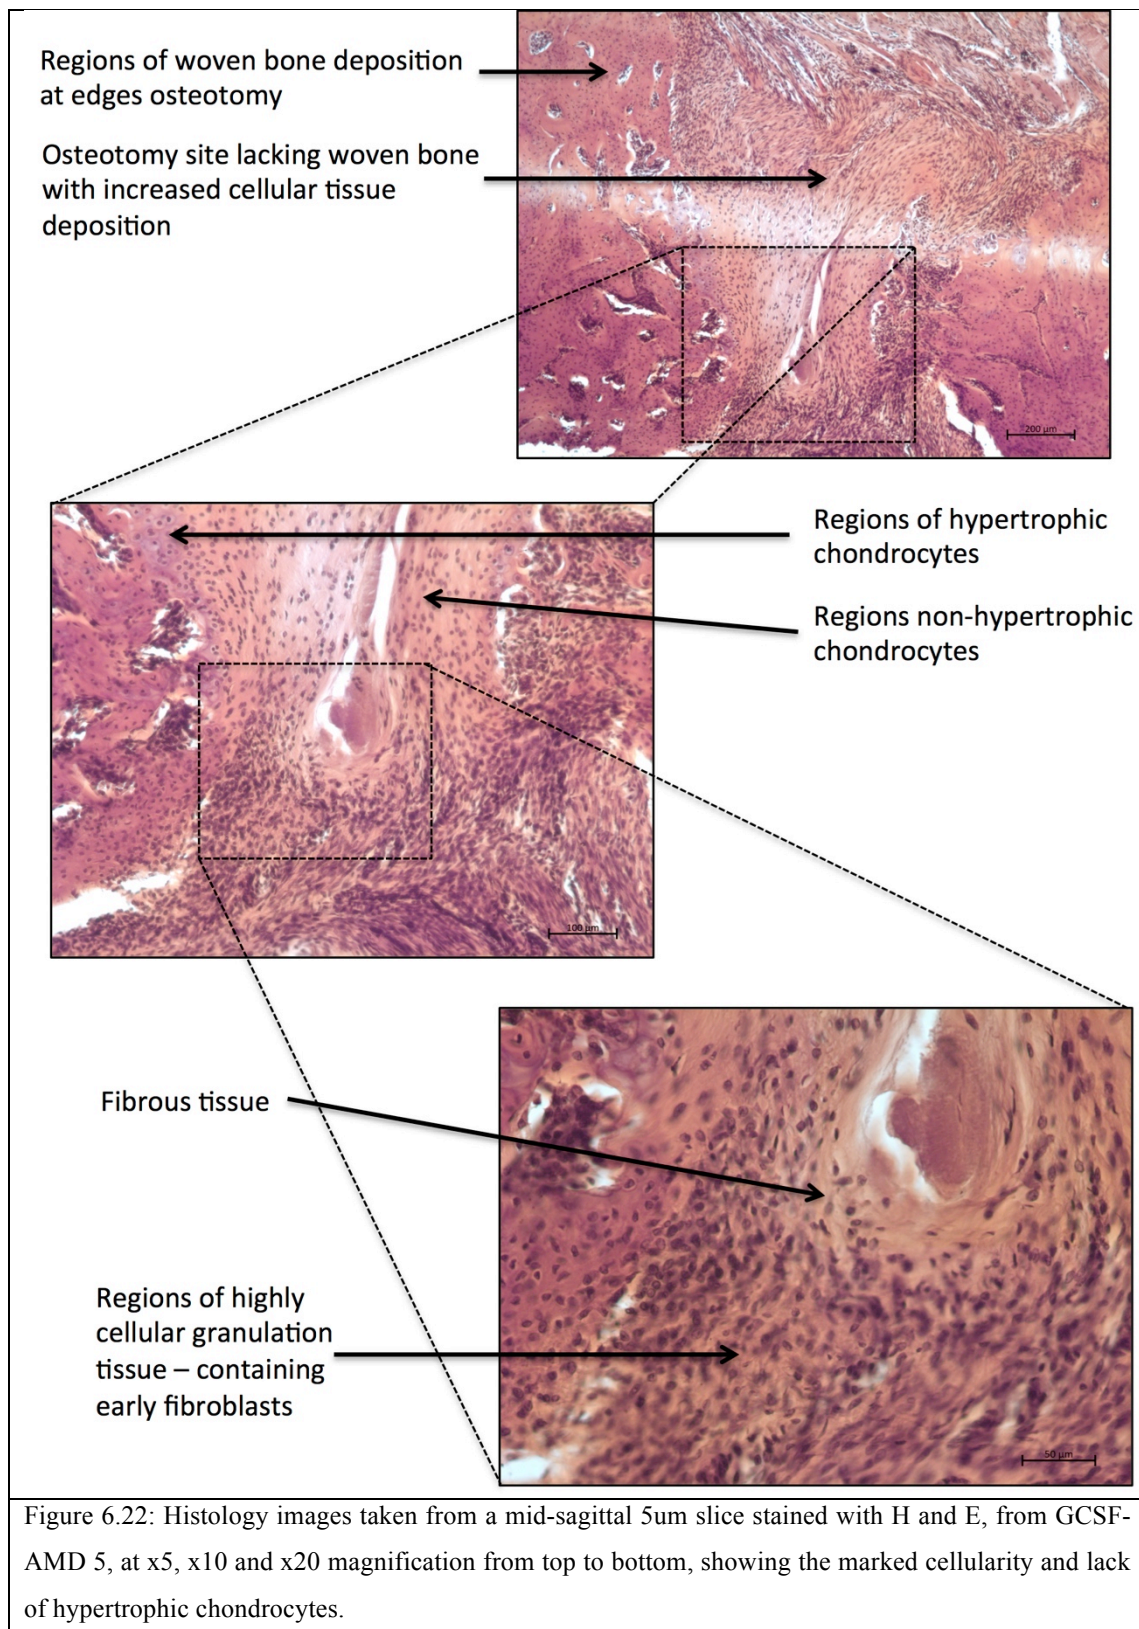 Regions of woven bone deposition
at edges osteotomy
Osteotomy site lacking woven bone
with increased cellular tissue
deposition
200 µm
Regions of hypertrophic
chondrocytes
Regions non-hypertrophic
chondrocytes
100 µm
Fibrous tissue
Regions of highly
cellular granulation
tissue – containing
early fibroblasts
50 µm
Figure 6.22: Histology images taken from a mid-sagittal 5um slice stained with H and E, from GCSF-
AMD 5, at x5, x10 and x20 magnification from top to bottom, showing the marked cellularity and lack
of hypertrophic chondrocytes.